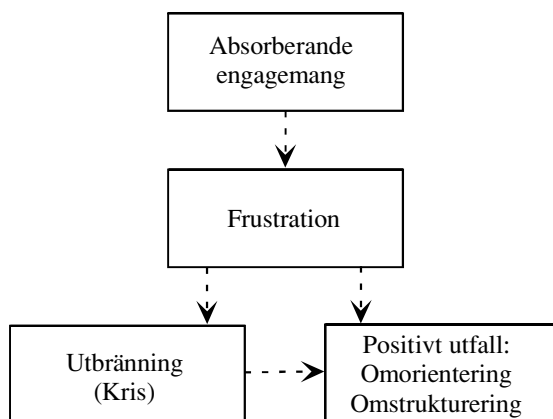 Absorberande
engagemang
Frustration
Utbränning
(Kris)
Positivt utfall:
Omorientering
Omstrukturering